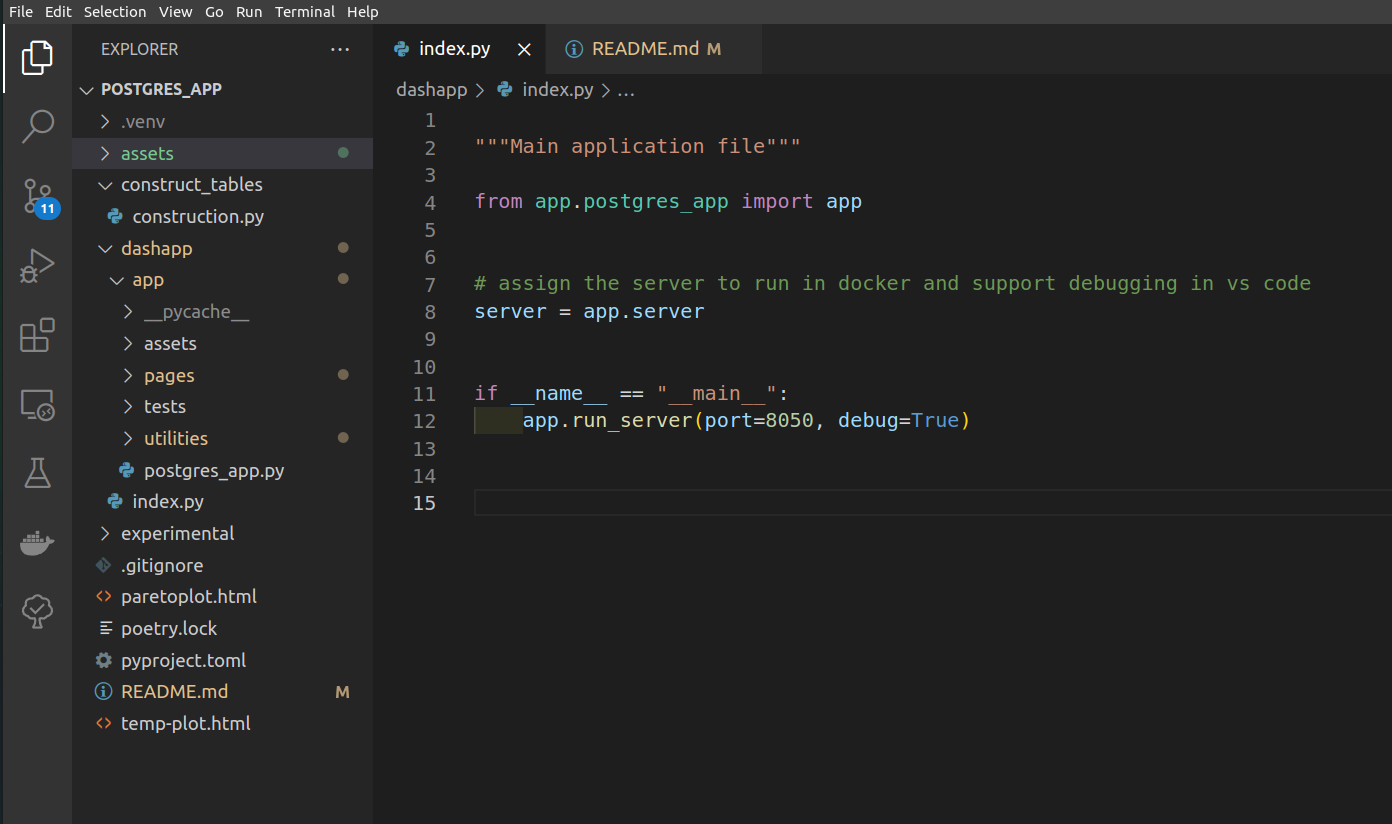 File Edit Selection View Go Run Terminal Help
EXPLORER ...
POSTGRES_APP
.venv
assets
construct_tables
construction.py
dashapp
app
__pycache__
assets
pages
tests
utilities
postgres_app.py
index.py
experimental
.gitignore
paretoplot.html
poetry.lock
pyproject.toml
README.md M
temp-plot.html
11
index.py README.md M
dashapp > index.py > ...
1
2 """Main application file"""
3
4 from app.postgres_app import app
5
6
7 # assign the server to run in docker and support debugging in vs code
8 server = app.server
9
10
11 if __name__ == "__main__":
12     app.run_server(port=8050, debug=True)
13
14
15